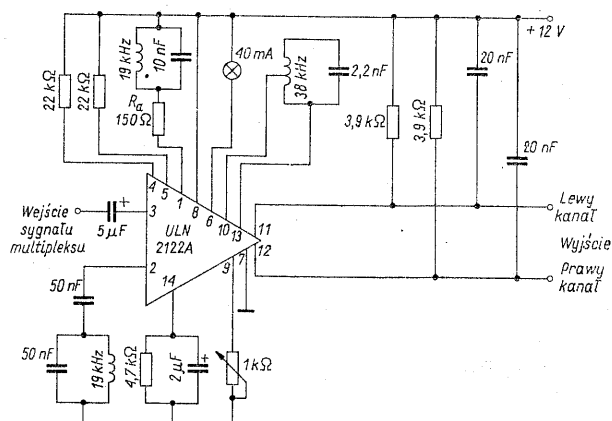 +12 V
22 kΩ
22 kΩ
19 kHz
10 nF
Rₐ
150Ω
40 mA
38 kHz
2,2 nF
3,9 kΩ
3,9 kΩ
20 nF
20 nF
4
5
1
8
6
10
13
11
12
3
2
14
9
7
ULN
2122A
Wejście
sygnału
multipleksu
5 μF
+
Lewy
kanał
Wyjście
Prawy
kanał
50 nF
50 nF
19 kHz
4,7 kΩ
2 μF
+
1 kΩ